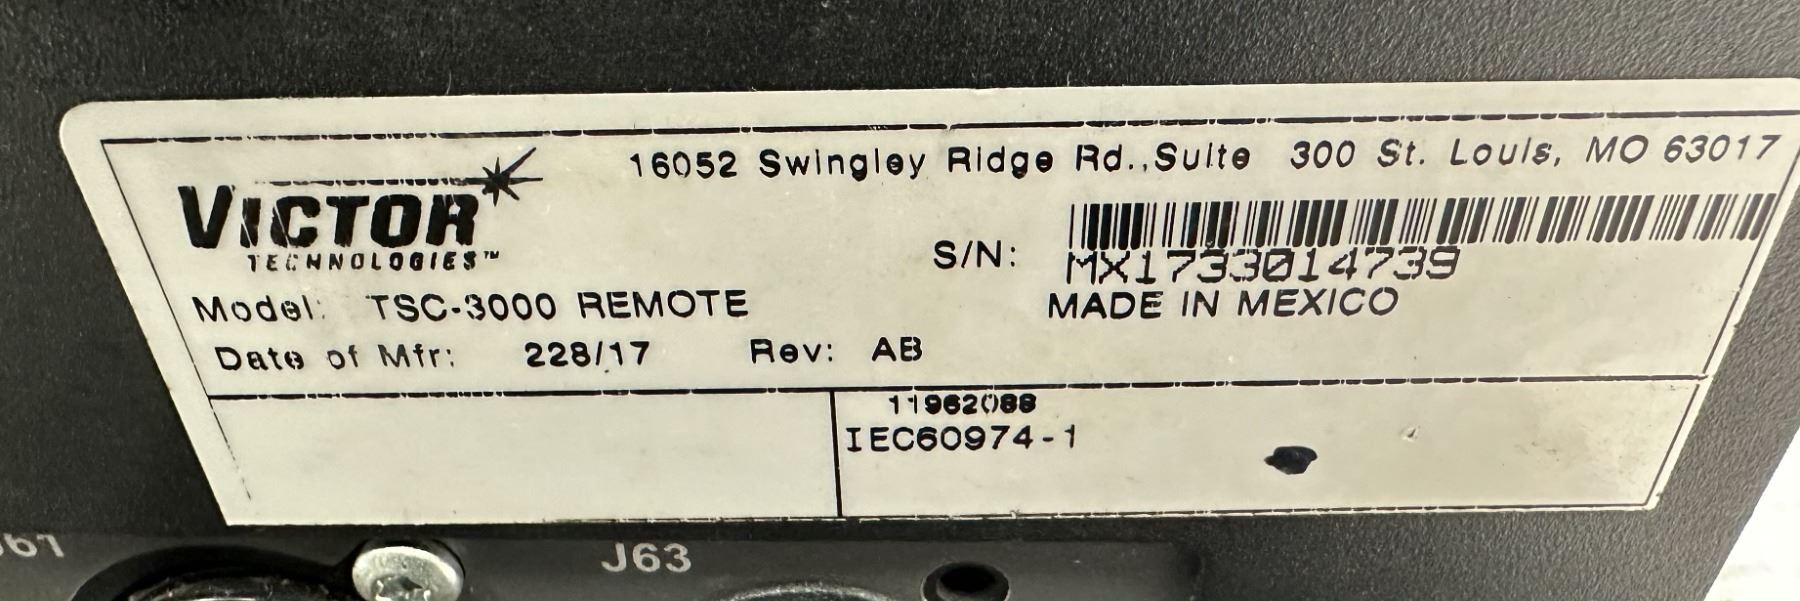 16052 Swingley Ridge Rd.,Suite 300 St. Louis, MO 63017
VICTOR
TECHNOLOGIES™
S/N: MX1733014739
Model: TSC-3000 REMOTE
MADE IN MEXICO
Date of Mfr: 228/17 Rev: AB
11962088
IEC60974-1
J61
J63